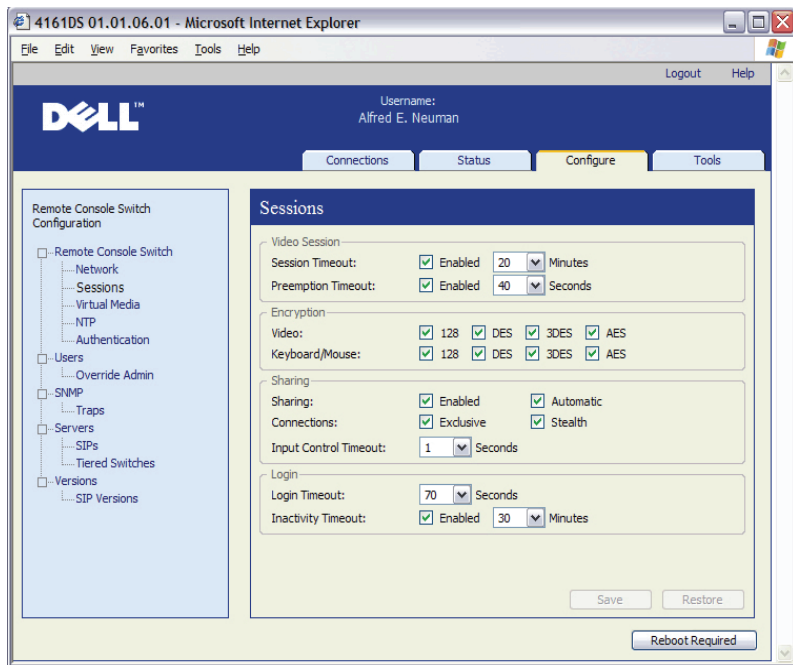 4161DS 01.01.06.01 - Microsoft Internet Explorer
File Edit View Favorites Tools Help
Logout Help
DELL™
Username:
Alfred E. Neuman
Connections Status Configure Tools
Remote Console Switch
Configuration
Remote Console Switch
Network
Sessions
Virtual Media
NTP
Authentication
Users
Override Admin
SNMP
Traps
Servers
SIPs
Tiered Switches
Versions
SIP Versions
Sessions
Video Session
Session Timeout: Enabled 20 Minutes
Preemption Timeout: Enabled 40 Seconds
Encryption
Video: 128 DES 3DES AES
Keyboard/Mouse: 128 DES 3DES AES
Sharing
Sharing: Enabled Automatic
Connections: Exclusive Stealth
Input Control Timeout: 1 Seconds
Login
Login Timeout: 70 Seconds
Inactivity Timeout: Enabled 30 Minutes
Save Restore
Reboot Required